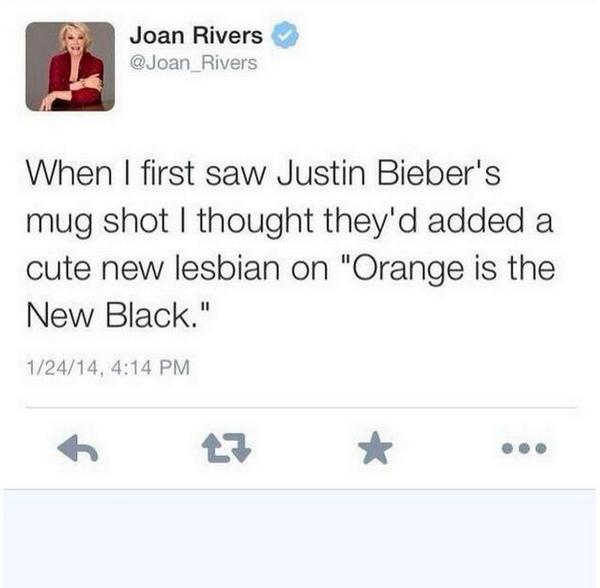 Joan Rivers
@Joan_Rivers
When I first saw Justin Bieber's
mug shot I thought they'd added a
cute new lesbian on "Orange is the
New Black."
1/24/14, 4:14 PM